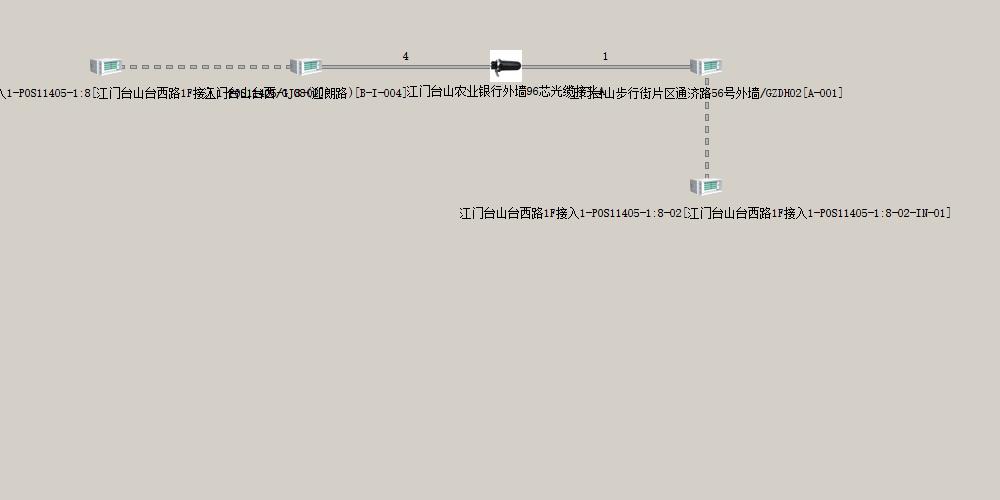 4
1
入1-POS11405-1:8[江门台山台西路1F接入
江门台山台西/GJ03(迎朗路)[B-I-004]
江门台山农业银行外墙96芯光缆接头
江门台山步行街片区通济路56号外墙/GZDH02[A-001]
江门台山台西路1F接入1-POS11405-1:8-02[江门台山台西路1F接入1-POS11405-1:8-02-IN-01]